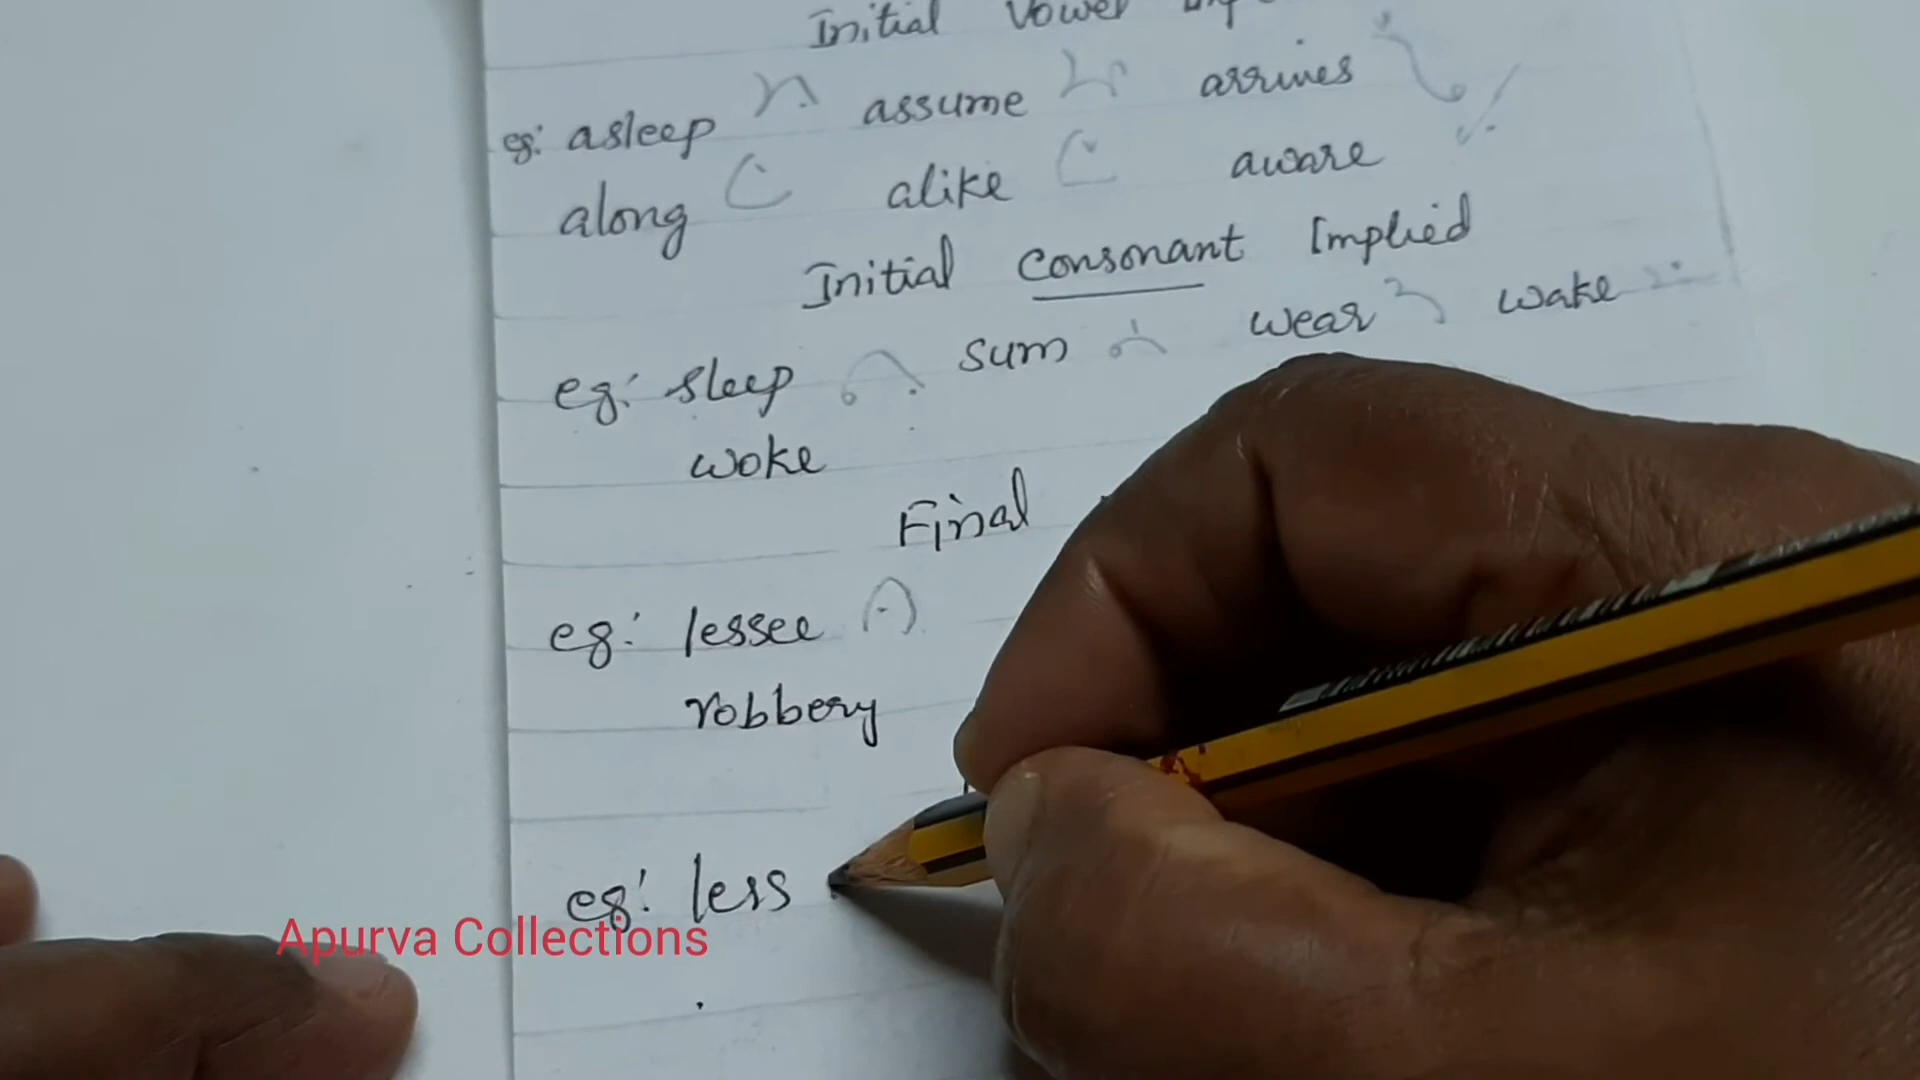 Initial Vowel
eg: asleep assume arrives
along alike aware
Initial Consonant Implied
eg: sleep sum wear wake
woke
Final
eg: lessee
robbery
eg: less
Apurva Collections